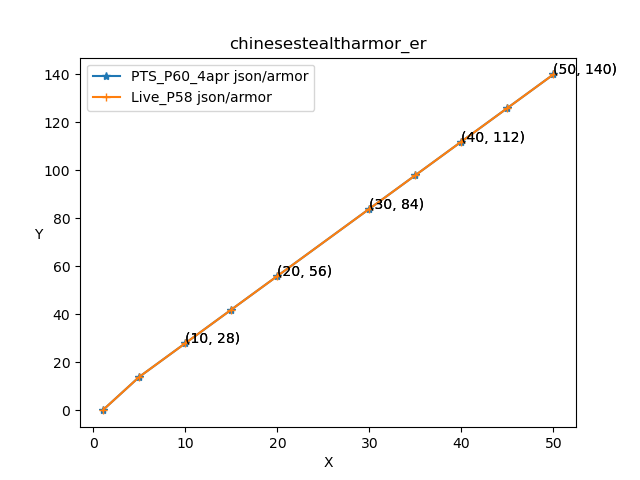 chinesestealtharmor_er
PTS_P60_4apr json/armor
Live_P58 json/armor
(50, 140)
(40, 112)
(30, 84)
(20, 56)
(10, 28)
140
120
100
80
60
40
20
0
Y
0 10 20 30 40 50
X